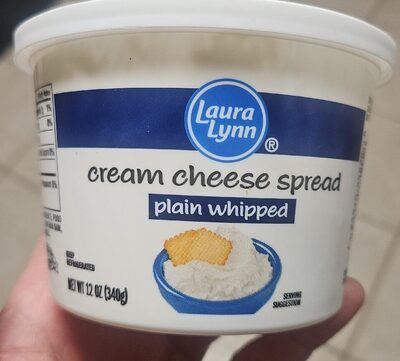 Laura
Lynn
®
cream cheese spread
plain whipped
KEEP
REFRIGERATED
NET WT 12 OZ (340g)
SERVING
SUGGESTION